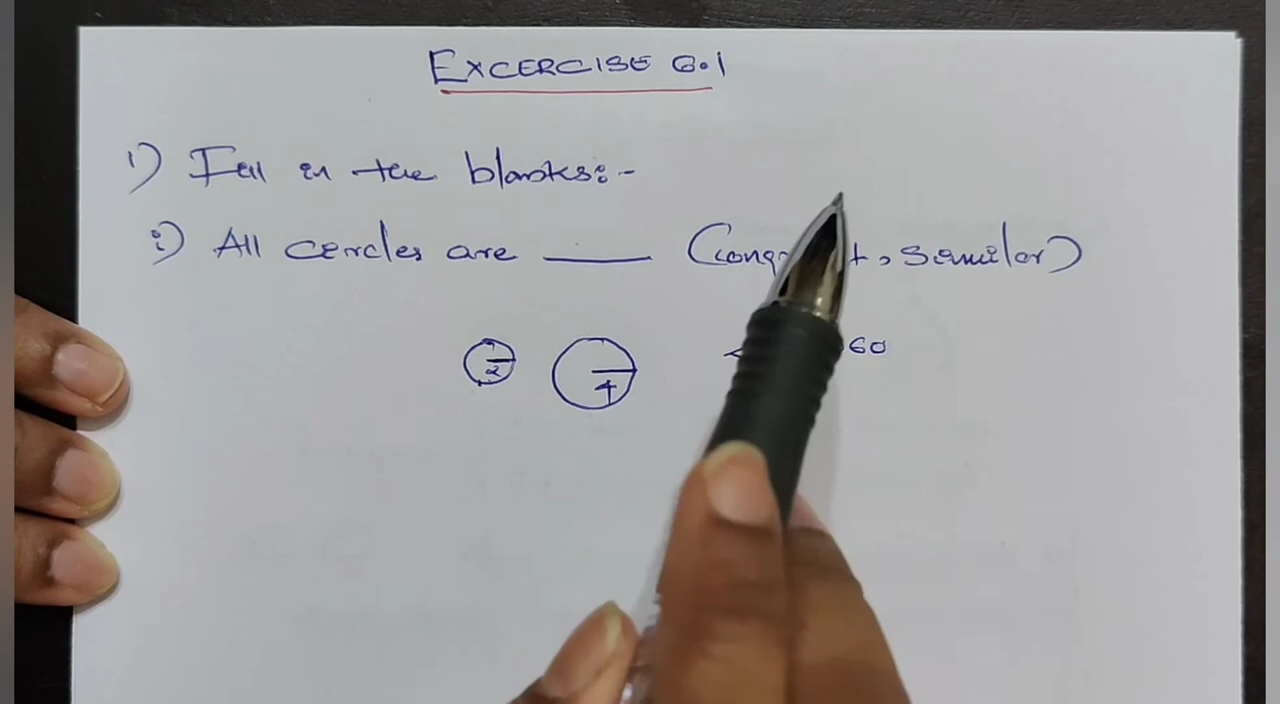 EXCERCISE 6.1
1) Fill in the blanks:-
i) All circles are ____ ( , similar)
2 4 60